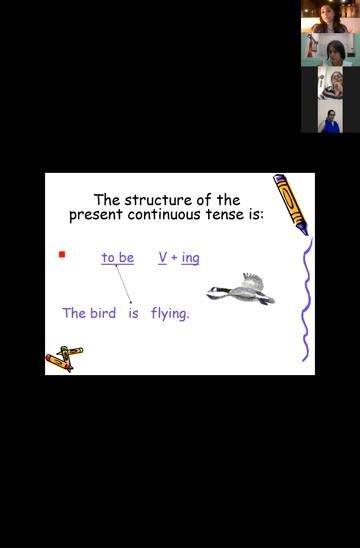 The structure of the
present continuous tense is:
to be V + ing
The bird is flying.